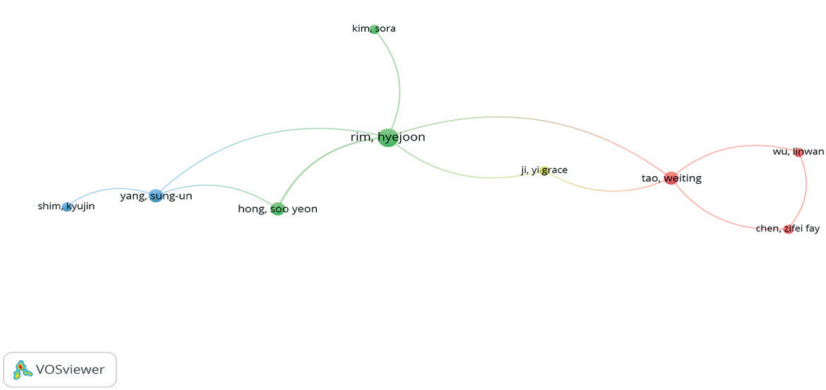 kim, sora
rim, hyejoon
wu, linwan
ji, yi grace
tao, weiting
yang, sung-un
shim, kyujin
hong, soo yeon
chen, zifei fay
VOSviewer